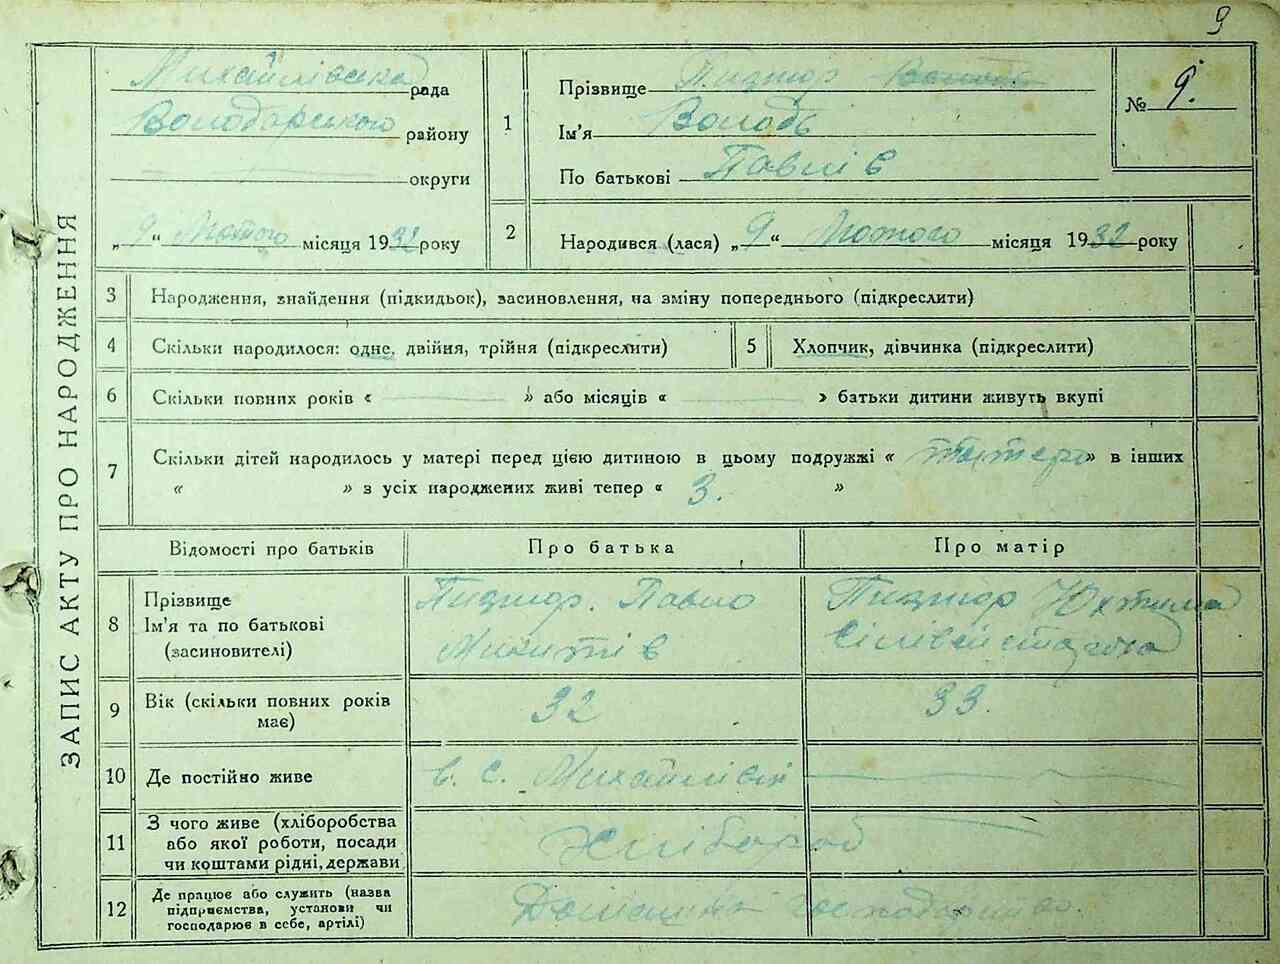 9
ЗАПИС АКТУ ПРО НАРОДЖЕННЯ
Михайлівська рада
Володарського району
округи
„9“ Лютого місяця 1932 року
1
Прізвище
Ім'я Володь
По батькові Павлів
№ 9.
2
Народився (лася) „9“ Лютого місяця 1932 року
3 Народження, знайдення (підкидьок), засиновлення, на зміну попереднього (підкреслити)
4 Скільки народилося: одне, двійня, трійня (підкреслити)
5 Хлопчик, дівчинка (підкреслити)
6 Скільки повних років « » або місяців « » батьки дитини живуть вкупі
7 Скільки дітей народилось у матері перед цією дитиною в цьому подружжі « » в інших
« » з усіх народжених живі тепер « 3. »
Відомості про батьків Про батька Про матір
8 Прізвище
Ім'я та по батькові
(засиновителі)
Павло
Микитів
Юхтима
9 Вік (скільки повних років
має)
32
33.
10 Де постійно живе
в. с. Михайлівці
11 З чого живе (хліборобства
або якої роботи, посади
чи коштами рідні, держави
Хлібороб
12 Де працює або служить (назва
підприємства, установи чи
господарює в себе, артілі)
господарство.